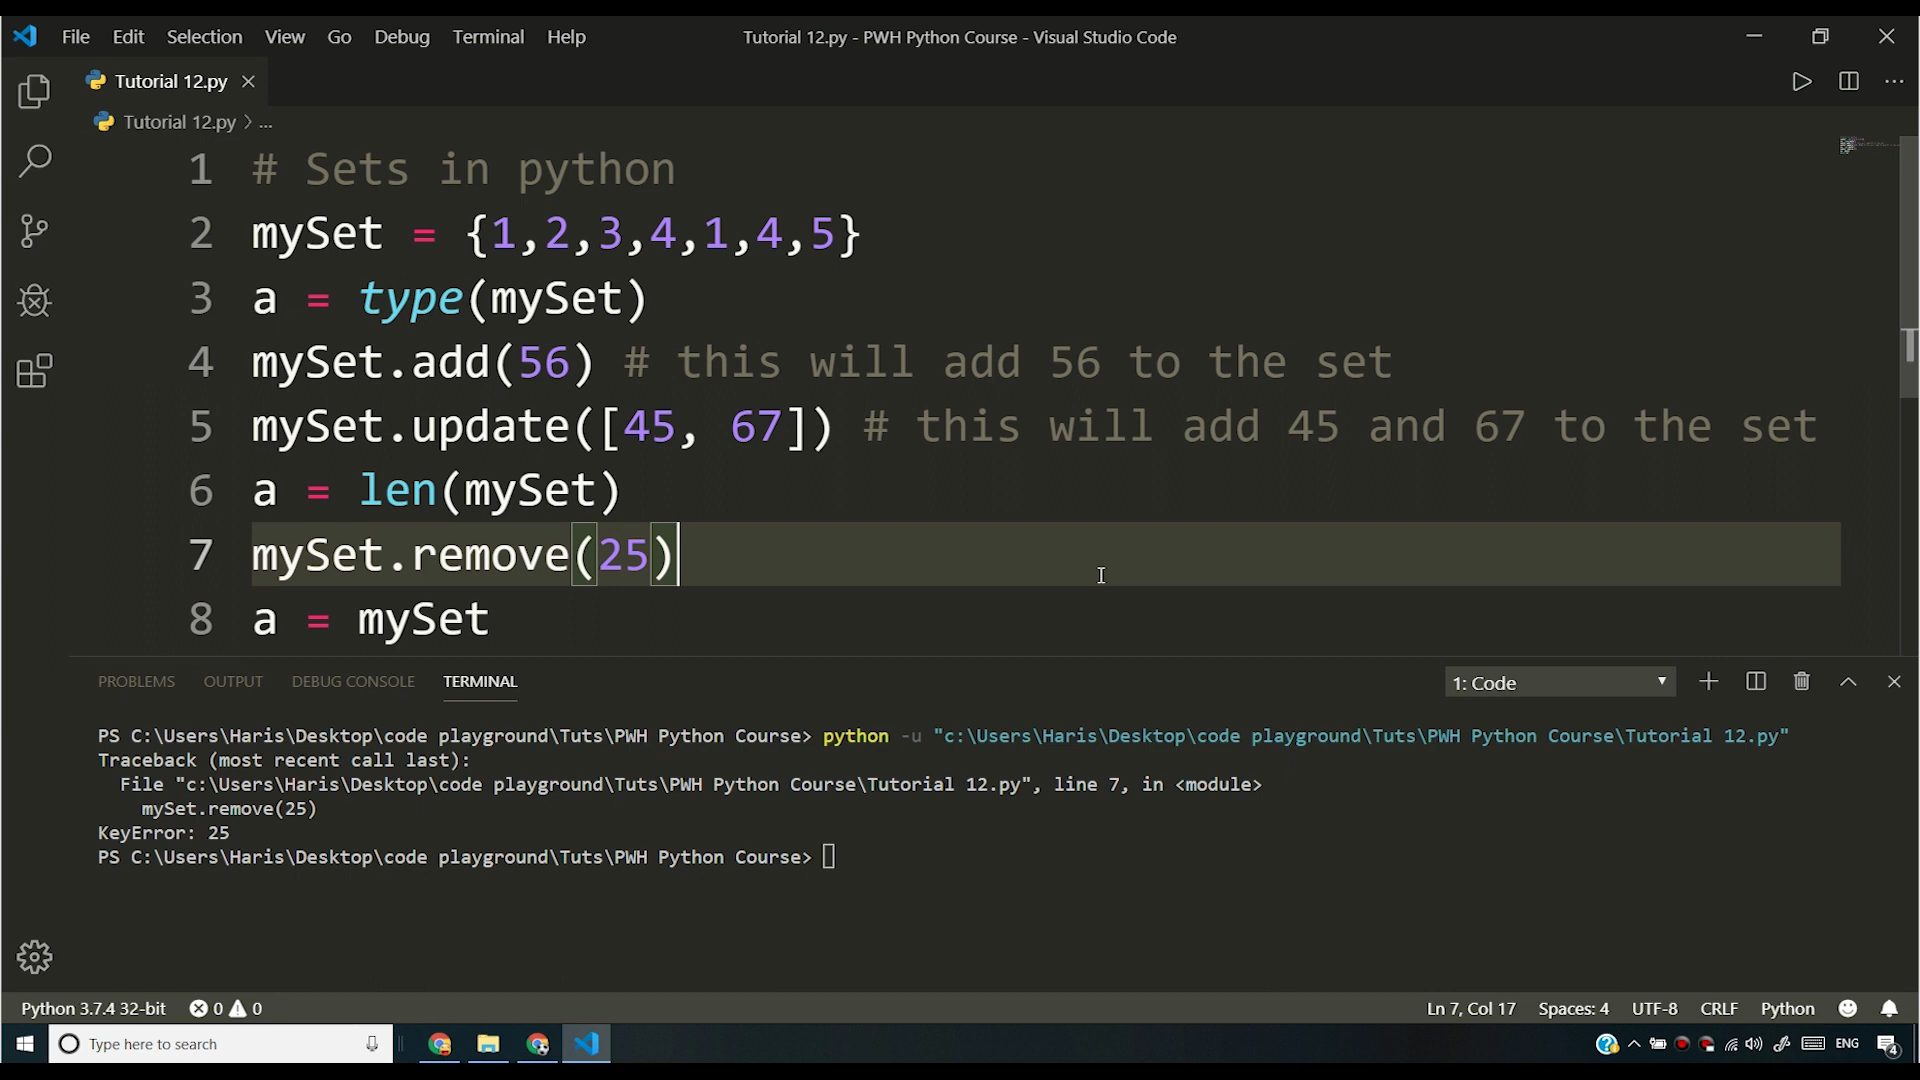 File Edit Selection View Go Debug Terminal Help
Tutorial 12.py - PWH Python Course - Visual Studio Code
Tutorial 12.py
Tutorial 12.py > ...
1 # Sets in python
2 mySet = {1,2,3,4,1,4,5}
3 a = type(mySet)
4 mySet.add(56) # this will add 56 to the set
5 mySet.update([45, 67]) # this will add 45 and 67 to the set
6 a = len(mySet)
7 mySet.remove(25)
8 a = mySet
PROBLEMS OUTPUT DEBUG CONSOLE TERMINAL
1: Code
PS C:\Users\Haris\Desktop\code playground\Tuts\PWH Python Course> python -u "c:\Users\Haris\Desktop\code playground\Tuts\PWH Python Course\Tutorial 12.py"
Traceback (most recent call last):
  File "c:\Users\Haris\Desktop\code playground\Tuts\PWH Python Course\Tutorial 12.py", line 7, in <module>
    mySet.remove(25)
KeyError: 25
PS C:\Users\Haris\Desktop\code playground\Tuts\PWH Python Course>
Python 3.7.4 32-bit 0 0 Ln 7, Col 17 Spaces: 4 UTF-8 CRLF Python
Type here to search
ENG
4